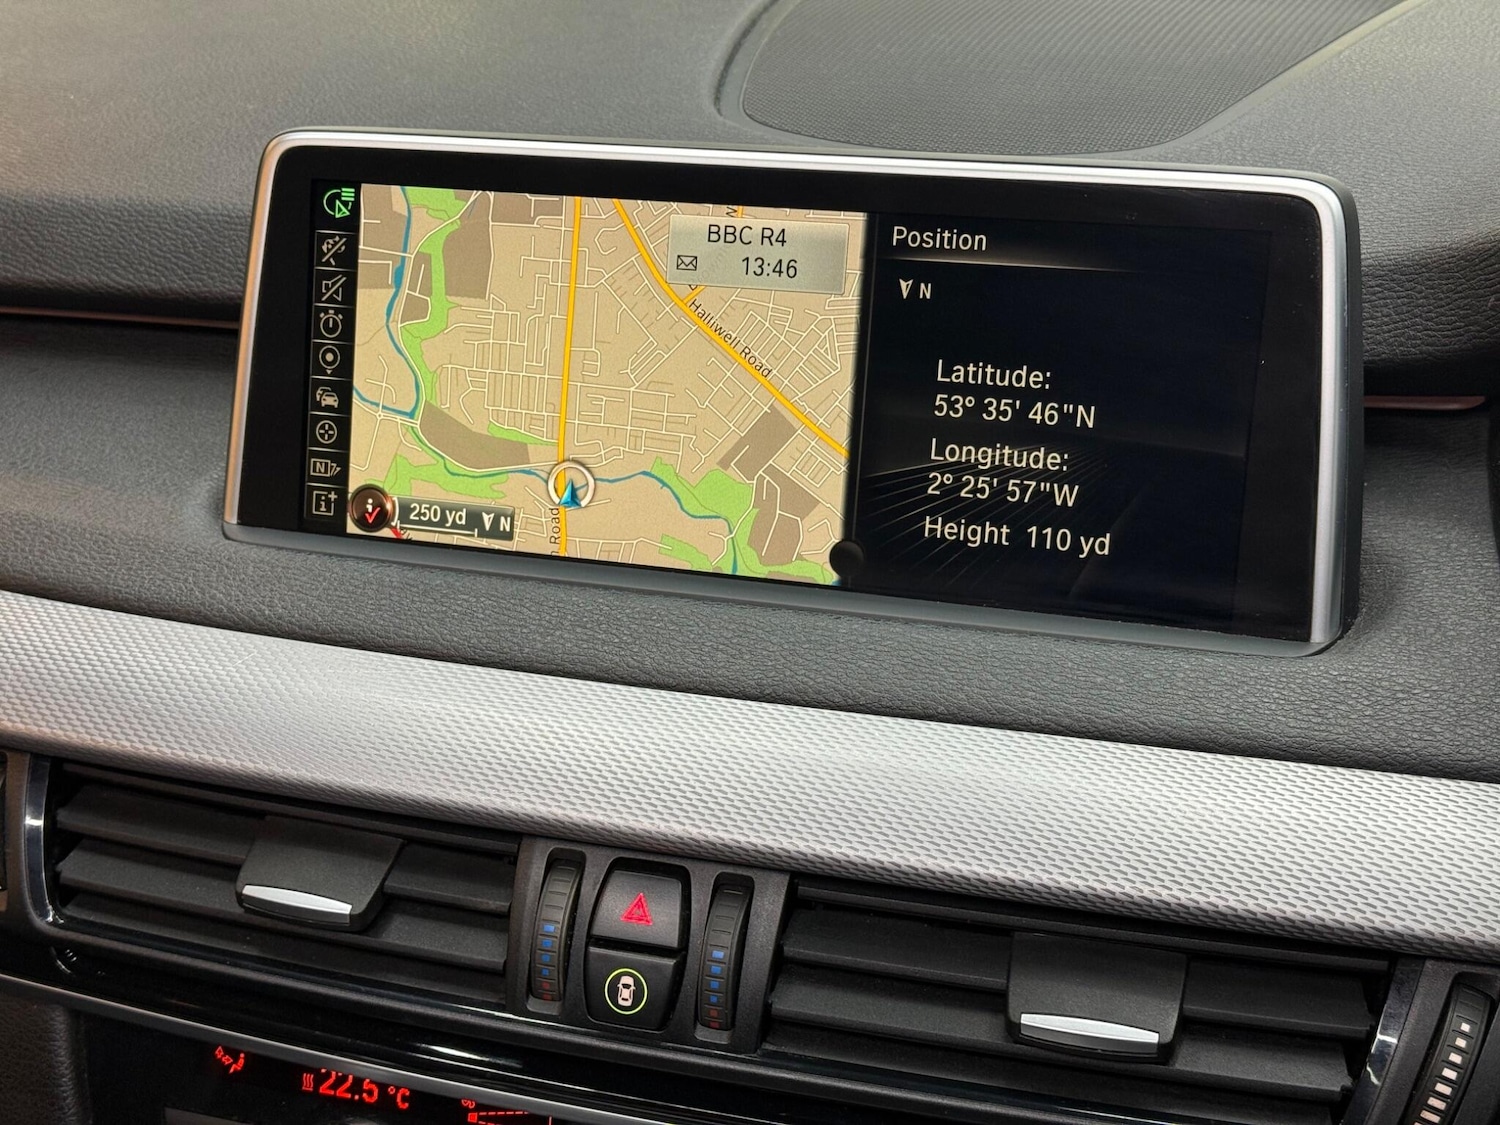 BBC R4
13:46
Position
N
Halliwell Road
Latitude:
53° 35' 46"N
Longitude:
2° 25' 57"W
Height 110 yd
250 yd N
Road
22.5 °C